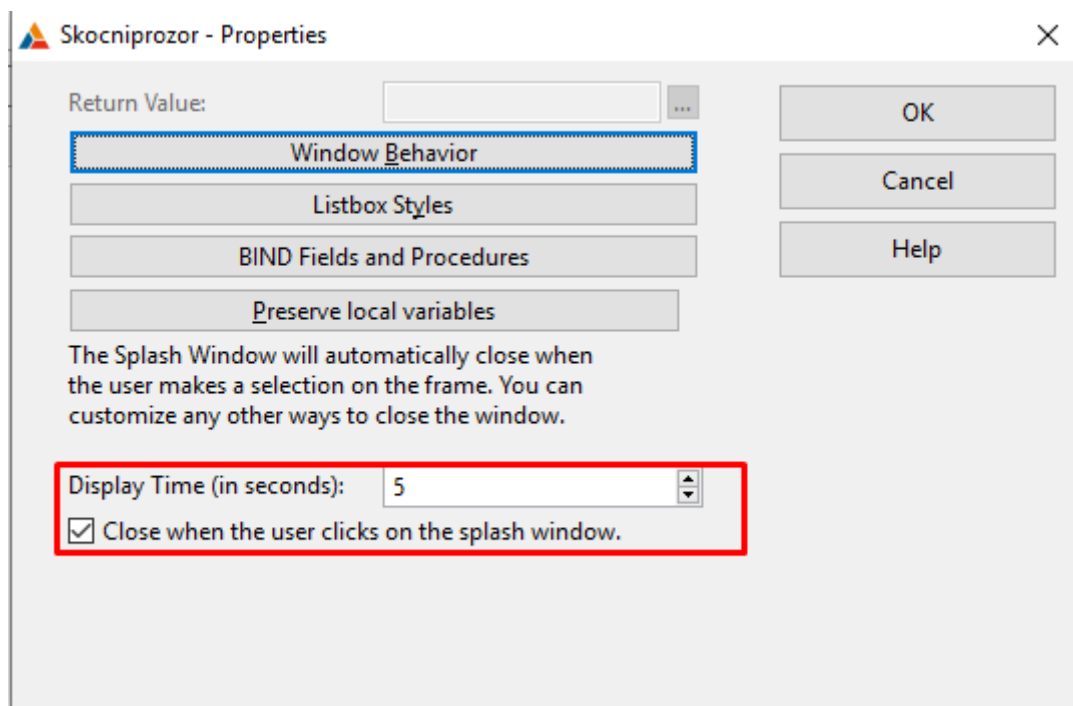 Skocniprozor - Properties
Return Value:
...
OK
Window Behavior
Cancel
Listbox Styles
BIND Fields and Procedures
Help
Preserve local variables
The Splash Window will automatically close when
the user makes a selection on the frame. You can
customize any other ways to close the window.
Display Time (in seconds):
5
Close when the user clicks on the splash window.